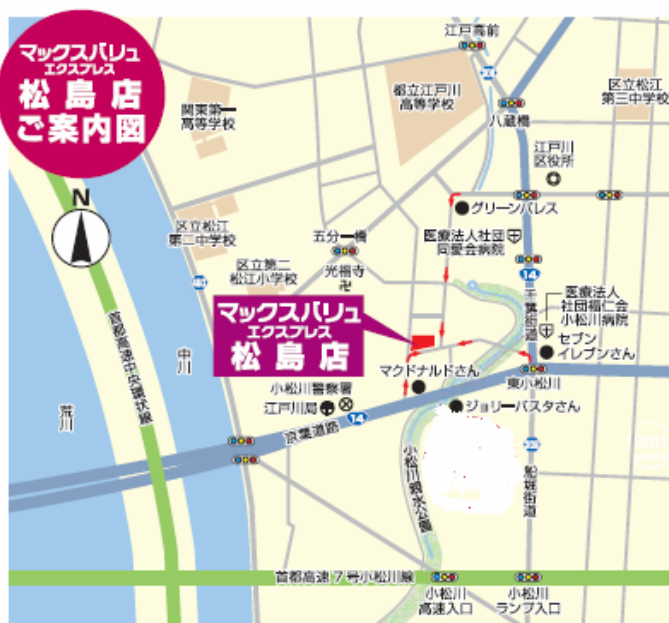 マックスバリュ
エクスプレス
松島店
ご案内図
江戸高前
308
都立江戸川
高等学校
区立松江
第三中学校
関東第一
高等学校
八蔵橋
江戸川
区役所
N
グリーンパレス
区立松江
第二中学校
五分一橋
医療法人社団
同愛会病院
区立第二
松江小学校
光福寺
14
千葉街道
医療法人
社団福仁会
小松川病院
マックスバリュ
エクスプレス
松島店
セブン
イレブンさん
首都高速中央環状線
中川
荒川
マクドナルドさん
東小松川
小松川警察署
江戸川局
ジョリーパスタさん
14
京葉道路
小松川親水公園
308
船堀街道
首都高速7号小松川線
小松川
高速入口
小松川
ランプ入口